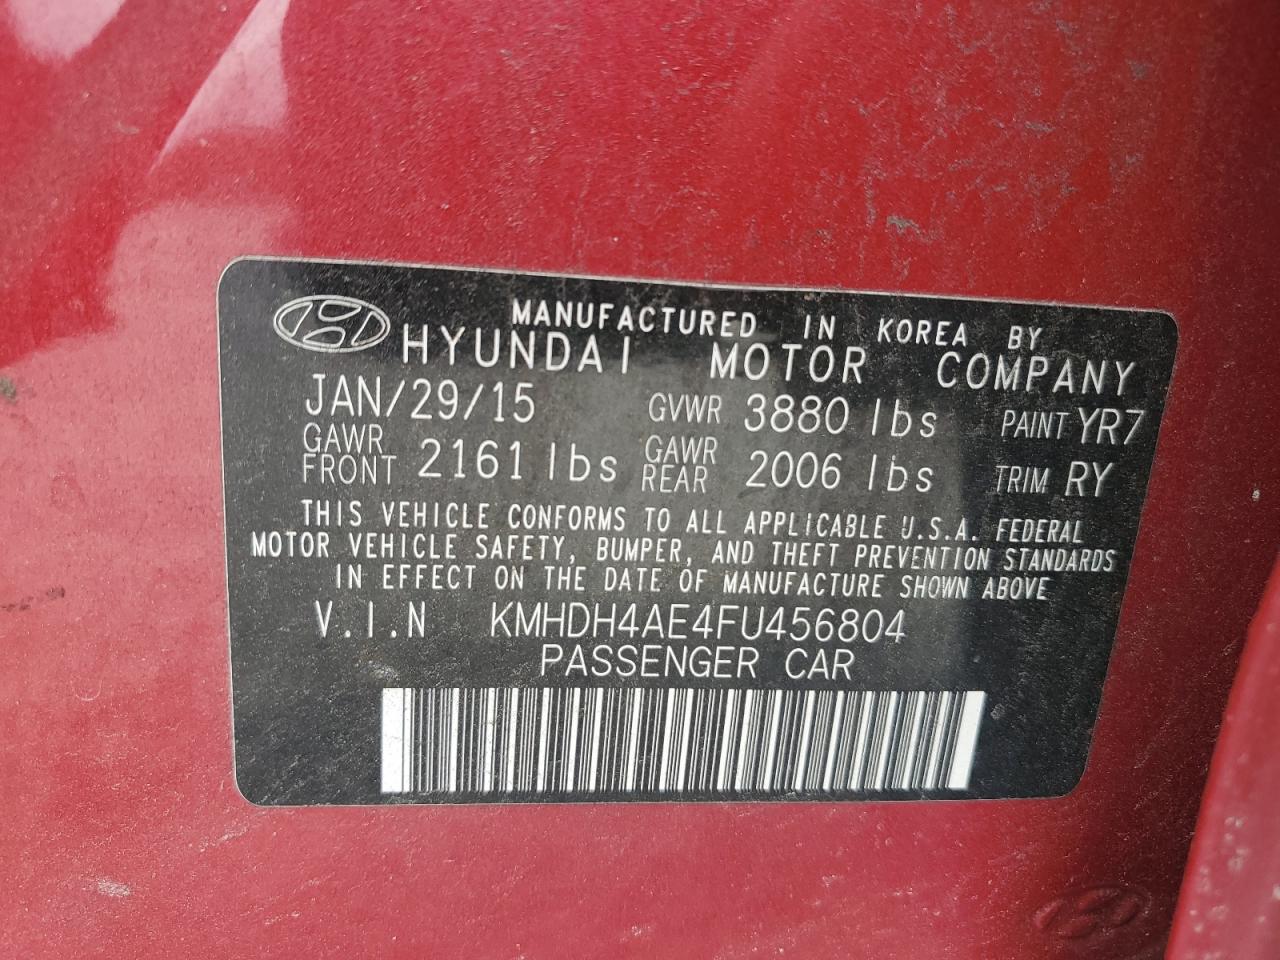 MANUFACTURED IN KOREA BY
HYUNDAI MOTOR COMPANY
JAN/29/15 GVWR 3880 lbs PAINT YR7
GAWR FRONT 2161 lbs GAWR REAR 2006 lbs TRIM RY
THIS VEHICLE CONFORMS TO ALL APPLICABLE U.S.A. FEDERAL
MOTOR VEHICLE SAFETY, BUMPER, AND THEFT PREVENTION STANDARDS
IN EFFECT ON THE DATE OF MANUFACTURE SHOWN ABOVE
V.I.N KMHDH4AE4FU456804
PASSENGER CAR